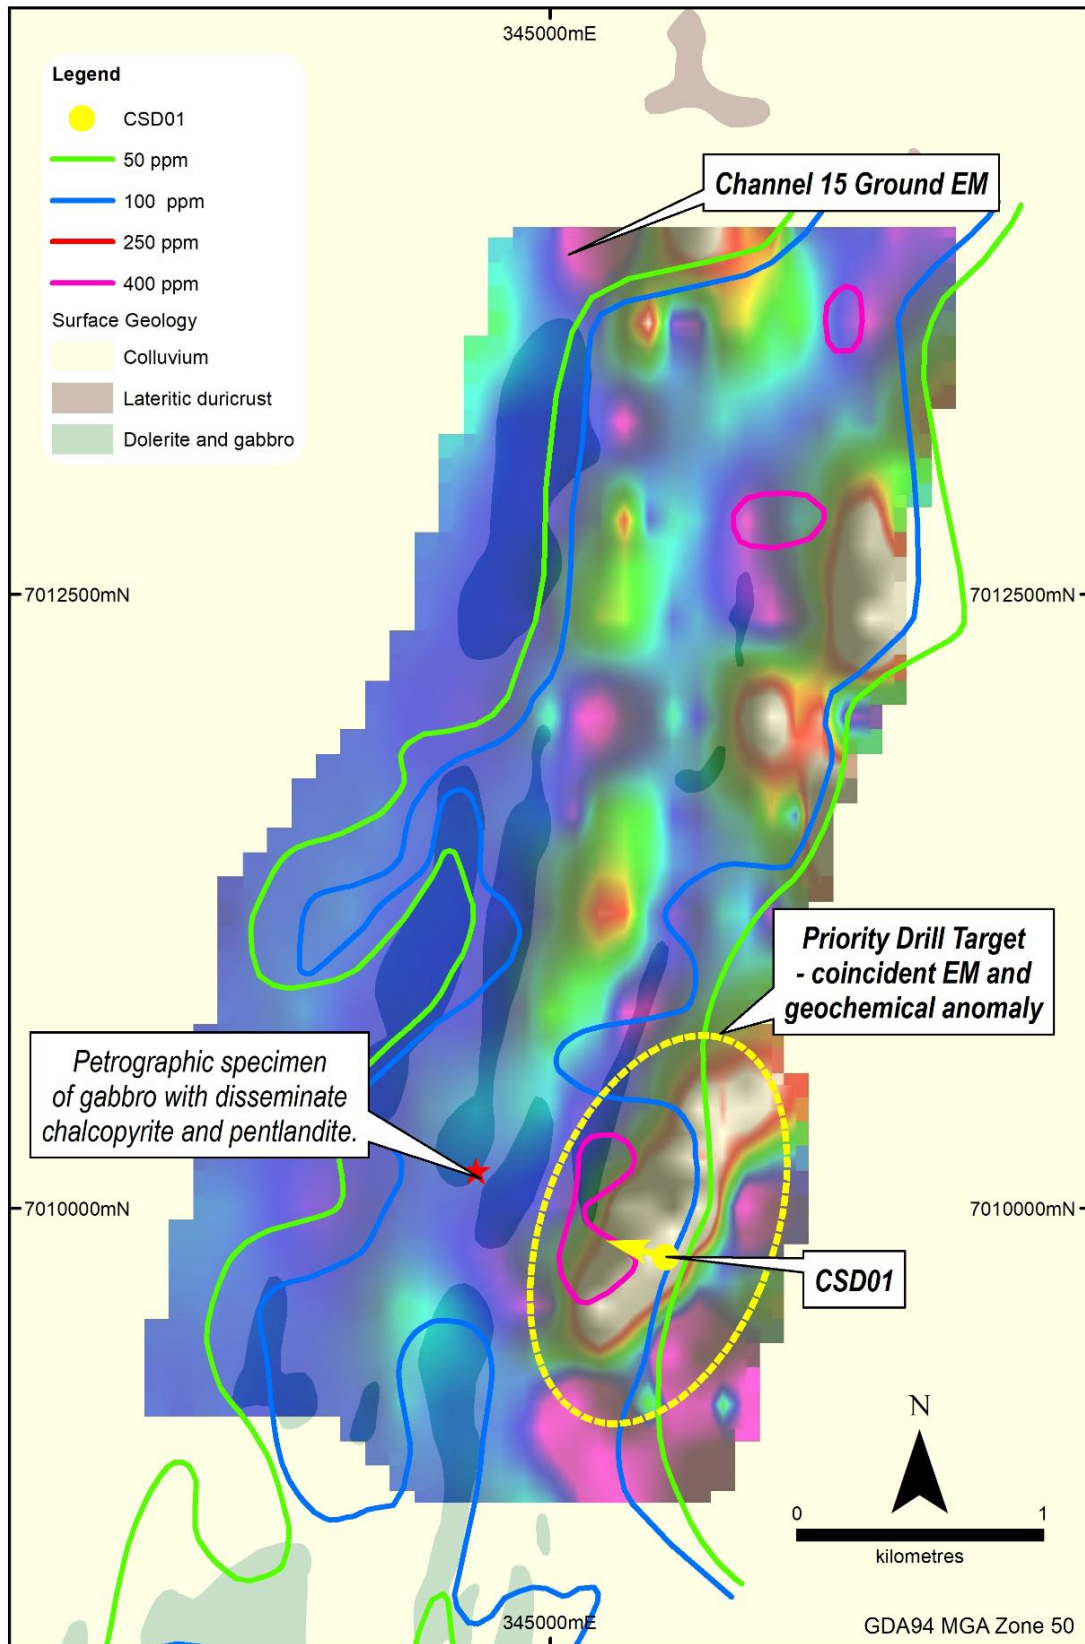 345000mE
Legend
CSD01
50 ppm
100 ppm
250 ppm
400 ppm
Surface Geology
Colluvium
Lateritic duricrust
Dolerite and gabbro
Channel 15 Ground EM
7012500mN
7012500mN
Priority Drill Target
- coincident EM and
geochemical anomaly
Petrographic specimen
of gabbro with disseminate
chalcopyrite and pentlandite.
7010000mN
7010000mN
CSD01
N
0
1
kilometres
345000mE
GDA94 MGA Zone 50